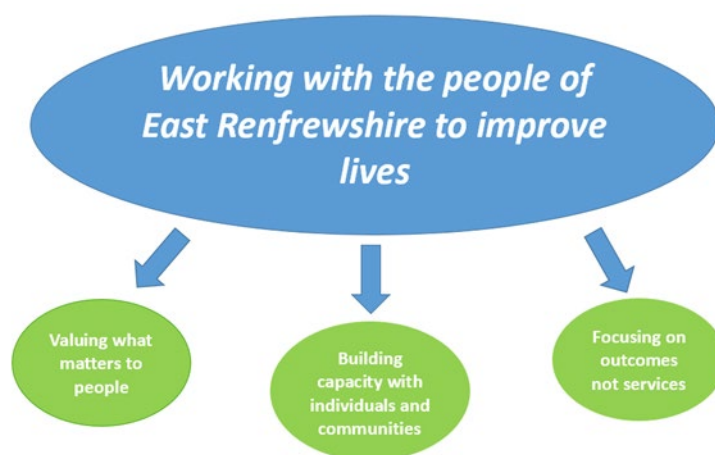 Working with the people of
East Renfrewshire to improve
lives
Valuing what
matters to
people
Building
capacity with
individuals and
communities
Focusing on
outcomes
not services